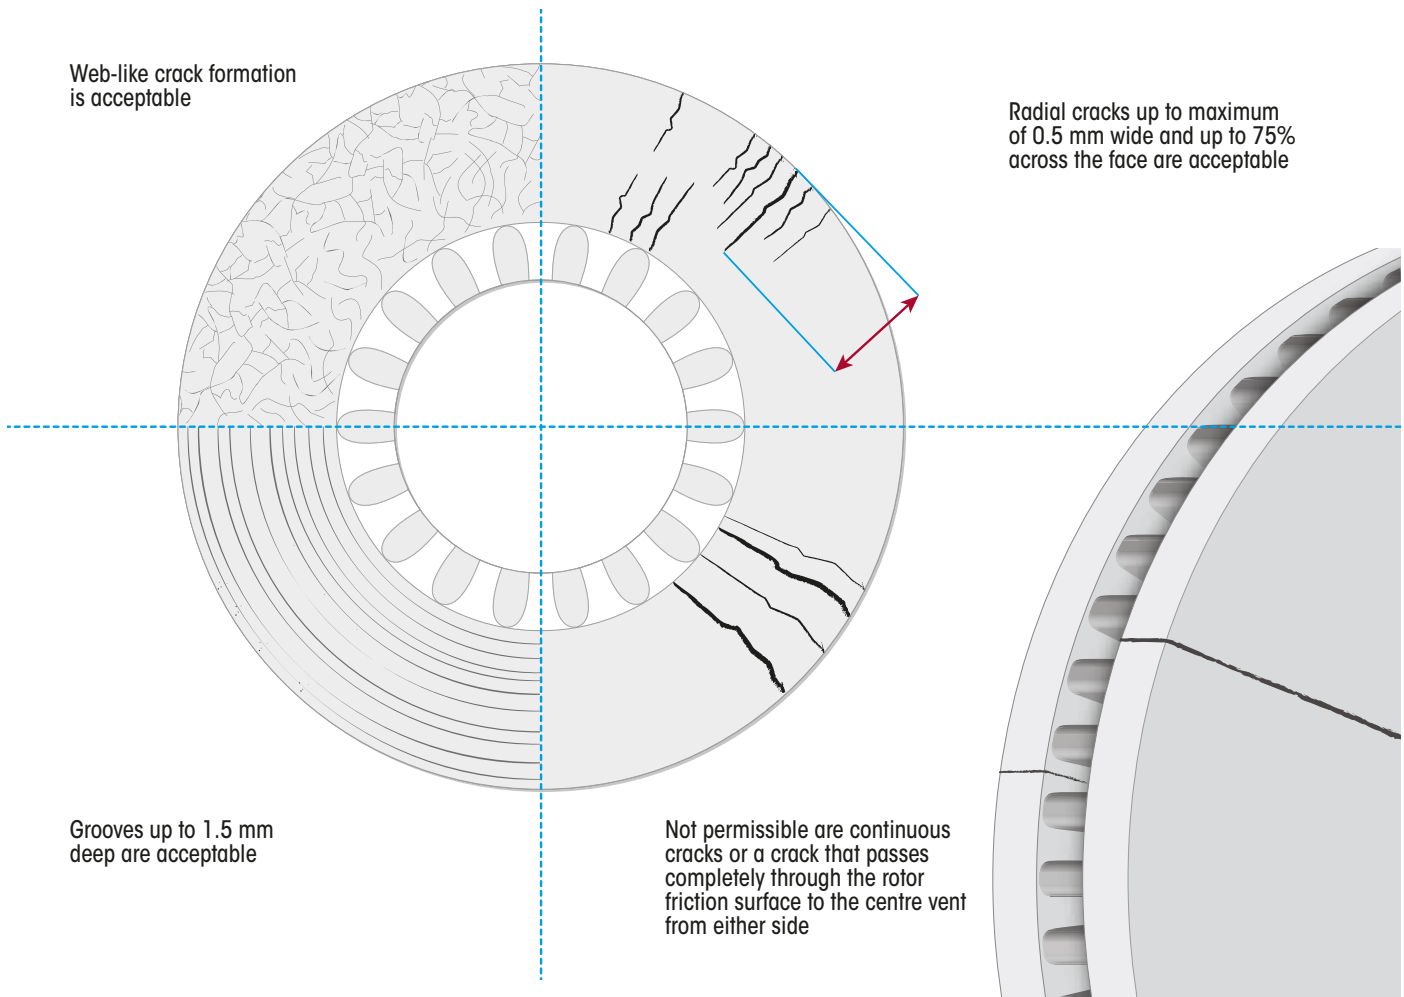 Web-like crack formation
is acceptable
Radial cracks up to maximum
of 0.5 mm wide and up to 75%
across the face are acceptable
Grooves up to 1.5 mm
deep are acceptable
Not permissible are continuous
cracks or a crack that passes
completely through the rotor
friction surface to the centre vent
from either side